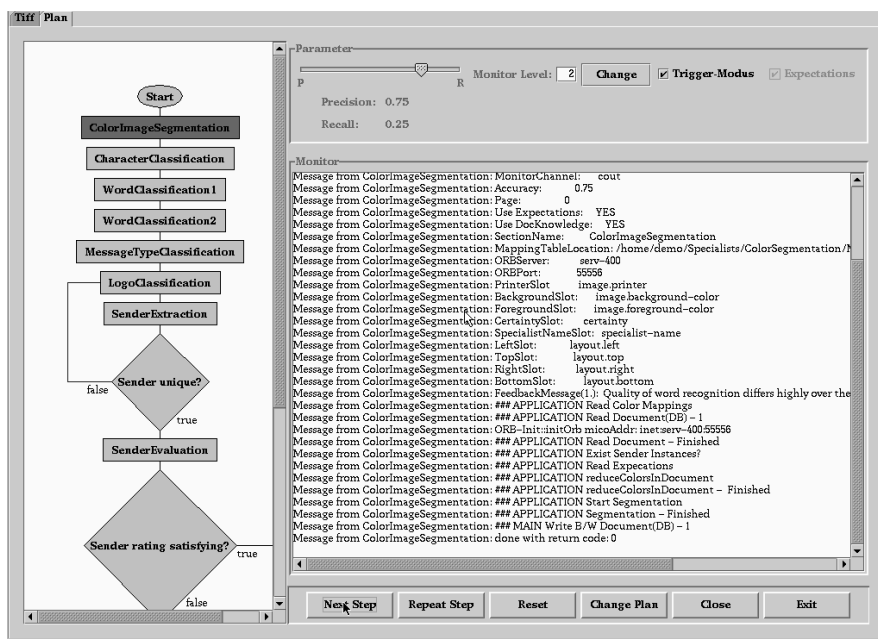 Tiff Plan
Start
ColorImageSegmentation
CharacterClassification
WordClassification1
WordClassification2
MessageTypeClassification
LogoClassification
SenderExtraction
Sender unique?
false
true
SenderEvaluation
Sender rating satisfying?
true
false
Parameter
P R
Monitor Level: 2 Change Trigger-Modus Expectations
Precision: 0.75
Recall: 0.25
Monitor
Message from ColorImageSegmentation: MonitorChannel: cout
Message from ColorImageSegmentation: Accuracy: 0.75
Message from ColorImageSegmentation: Page: 0
Message from ColorImageSegmentation: Use Expectations: YES
Message from ColorImageSegmentation: Use DocKnowledge: YES
Message from ColorImageSegmentation: SectionName: ColorImageSegmentation
Message from ColorImageSegmentation: MappingTableLocation: /home/demo/Specialists/ColorSegmentation/
Message from ColorImageSegmentation: ORBServer: serv-400
Message from ColorImageSegmentation: ORBPort: 55556
Message from ColorImageSegmentation: PrinterSlot image.printer
Message from ColorImageSegmentation: BackgroundSlot: image.background-color
Message from ColorImageSegmentation: ForegroundSlot: image.foreground-color
Message from ColorImageSegmentation: CertaintySlot: certainty
Message from ColorImageSegmentation: SpecialistNameSlot: specialist-name
Message from ColorImageSegmentation: LeftSlot: layout.left
Message from ColorImageSegmentation: TopSlot: layout.top
Message from ColorImageSegmentation: RightSlot: layout.right
Message from ColorImageSegmentation: BottomSlot: layout.bottom
Message from ColorImageSegmentation: FeedbackMessage(1.): Quality of word recognition differs highly over the
Message from ColorImageSegmentation: ### APPLICATION Read Color Mappings
Message from ColorImageSegmentation: ### APPLICATION Read Document(DB) - 1
Message from ColorImageSegmentation: ORB-Init::initOrb micoAddr: inet:serv-400:55556
Message from ColorImageSegmentation: ### APPLICATION Read Document - Finished
Message from ColorImageSegmentation: ### APPLICATION Exist Sender Instances?
Message from ColorImageSegmentation: ### APPLICATION Read Expecations
Message from ColorImageSegmentation: ### APPLICATION reduceColorsInDocument
Message from ColorImageSegmentation: ### APPLICATION reduceColorsInDocument - Finished
Message from ColorImageSegmentation: ### APPLICATION Start Segmentation
Message from ColorImageSegmentation: ### APPLICATION Segmentation - Finished
Message from ColorImageSegmentation: ### MAIN Write B/W Document(DB) - 1
Message from ColorImageSegmentation: done with return code: 0
Next Step Repeat Step Reset Change Plan Close Exit